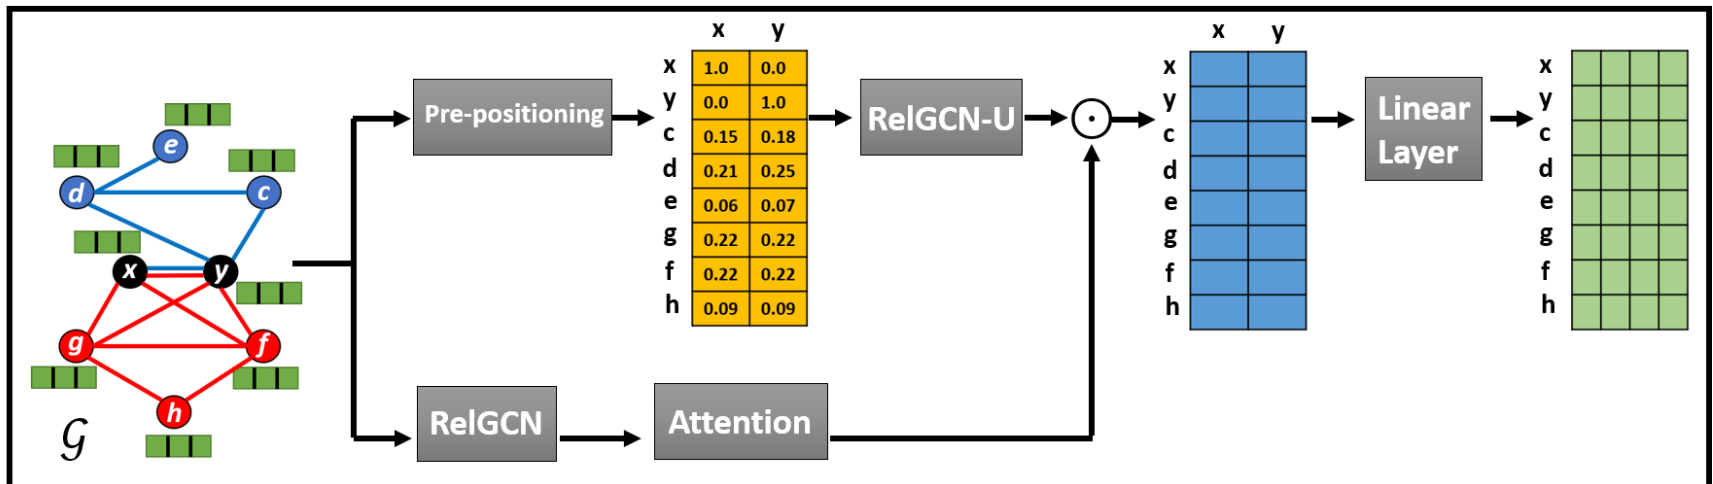 e
d
c
x
y
g
f
h
𝒢
Pre-positioning
x y
x 1.0 0.0
y 0.0 1.0
c 0.15 0.18
d 0.21 0.25
e 0.06 0.07
g 0.22 0.22
f 0.22 0.22
h 0.09 0.09
RelGCN-U
RelGCN
Attention
x y
x
y
c
d
e
g
f
h
Linear
Layer
x
y
c
d
e
g
f
h